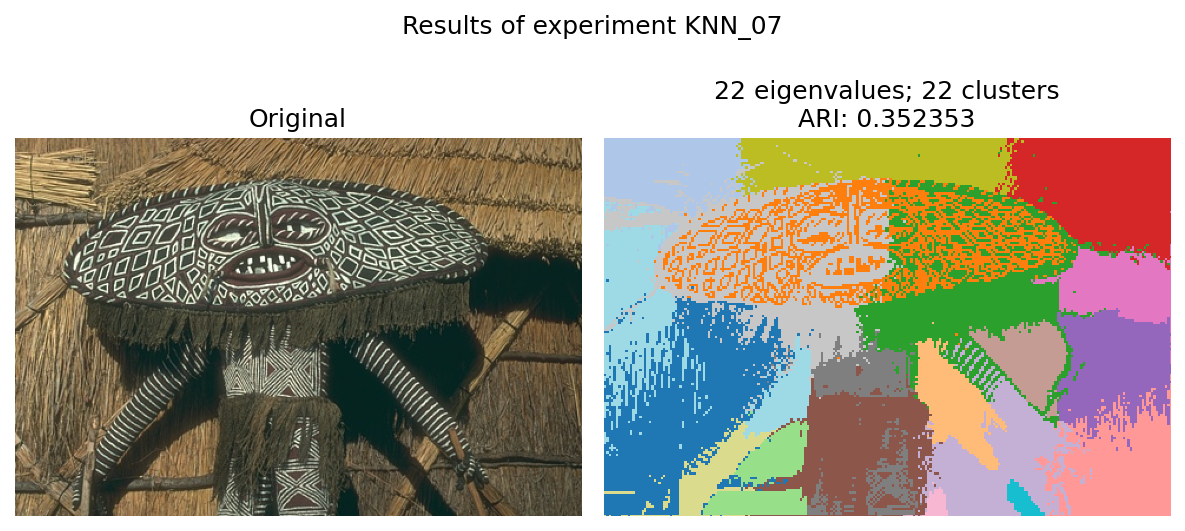 Results of experiment KNN_07
Original
22 eigenvalues; 22 clusters
ARI: 0.352353